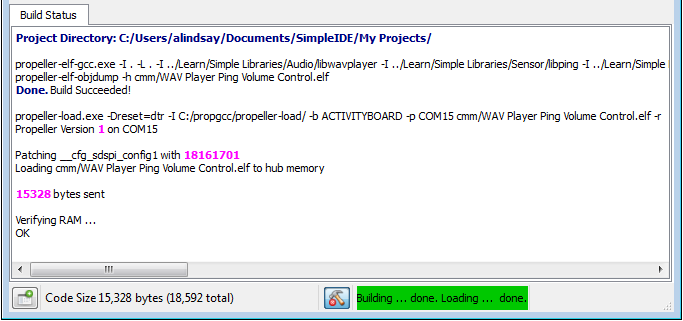 Build Status
Project Directory: C:/Users/alindsay/Documents/SimpleIDE/My Projects/
propeller-elf-gcc.exe -I . -L . -I ../Learn/Simple Libraries/Audio/libwavplayer -I ../Learn/Simple Libraries/Sensor/libping -I ../Learn/Simple
propeller-elf-objdump -h cmm/WAV Player Ping Volume Control.elf
Done. Build Succeeded!
propeller-load.exe -Dreset=dtr -I C:/propgcc/propeller-load/ -b ACTIVITYBOARD -p COM15 cmm/WAV Player Ping Volume Control.elf -r
Propeller Version 1 on COM15
Patching __cfg_sdspi_config1 with 18161701
Loading cmm/WAV Player Ping Volume Control.elf to hub memory
15328 bytes sent
Verifying RAM ...
OK
Code Size 15,328 bytes (18,592 total)
Building ... done. Loading ... done.